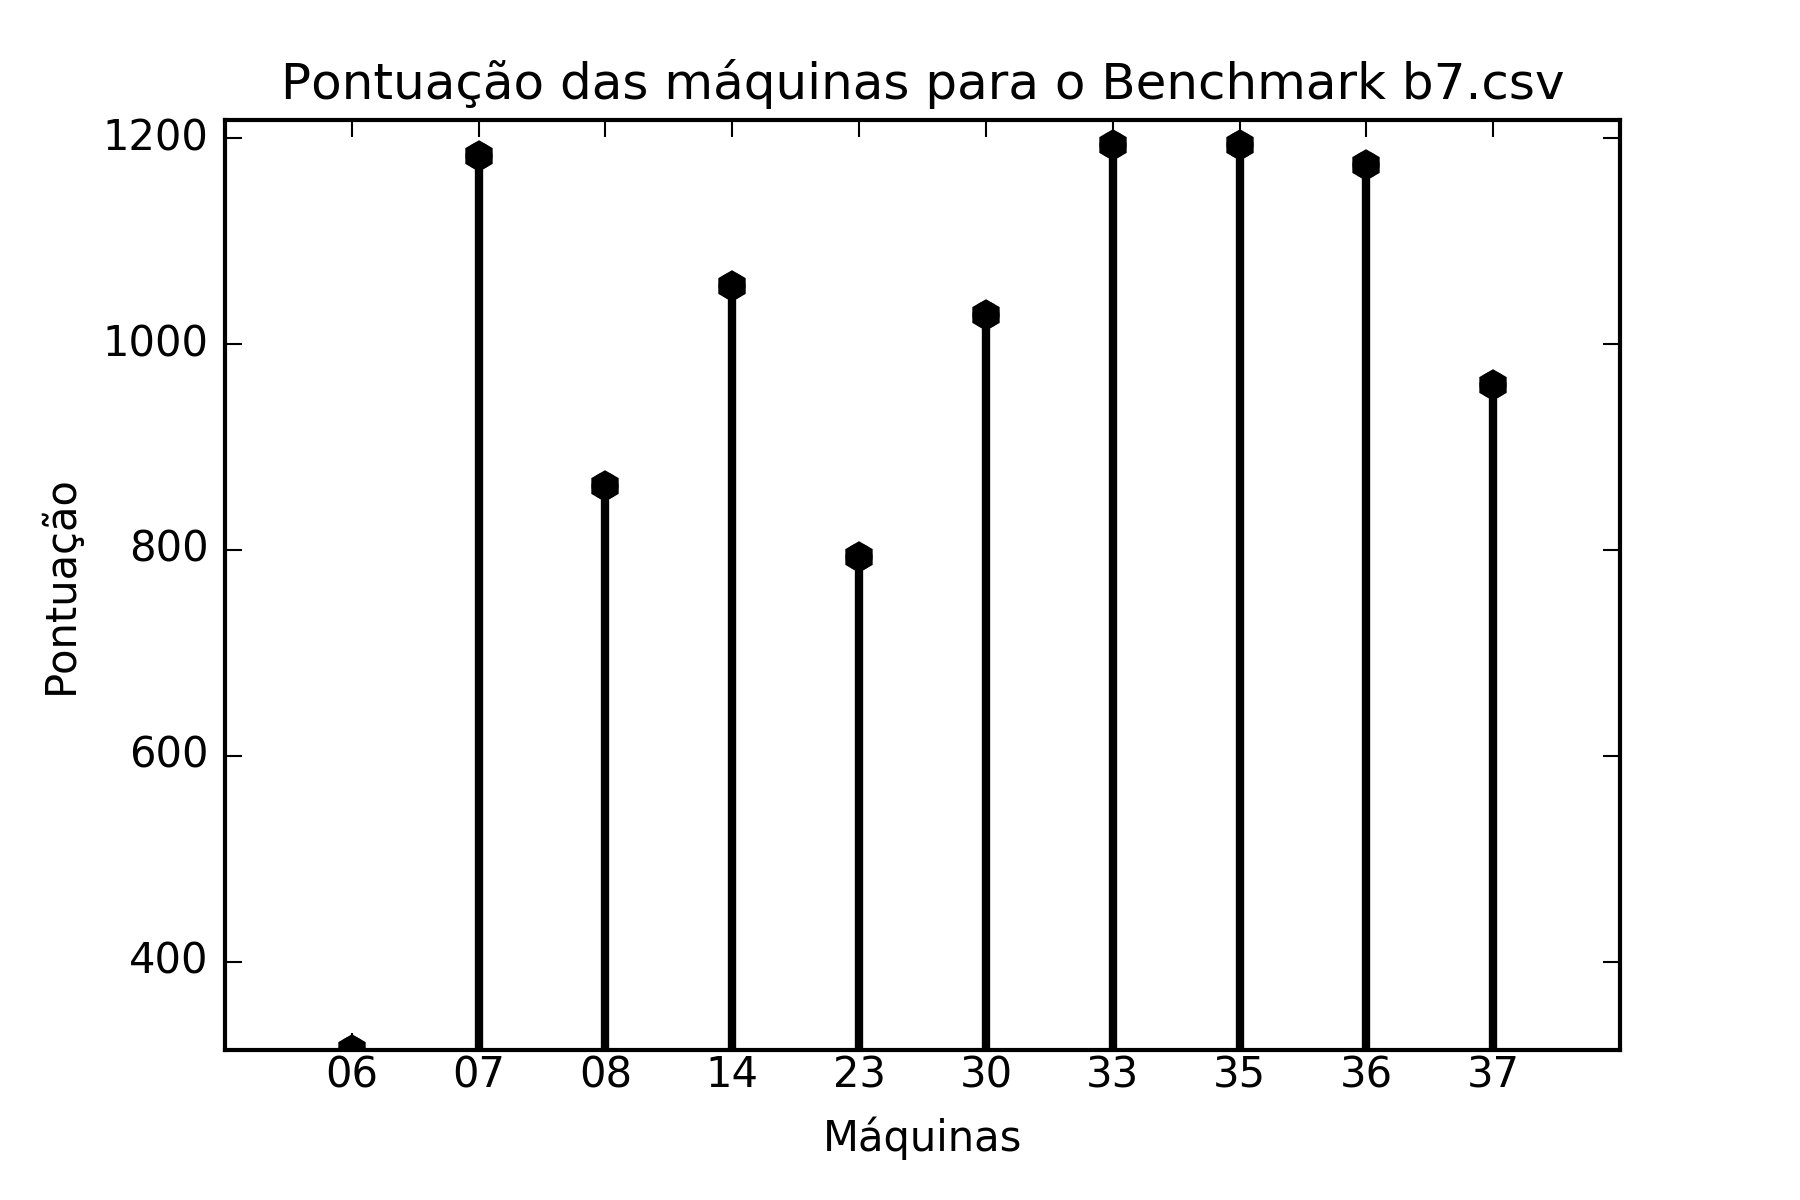 Pontuação das máquinas para o Benchmark b7.csv
1200
1000
800
600
400
Pontuação
06 07 08 14 23 30 33 35 36 37
Máquinas